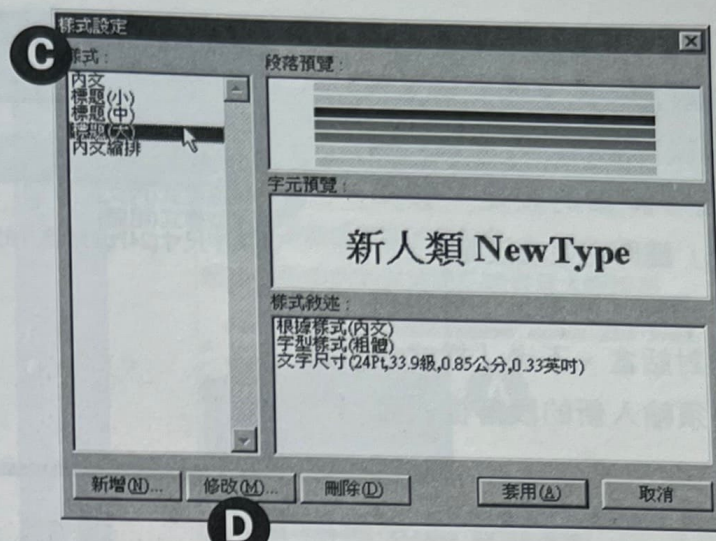 樣式設定
C
樣式：
內文
標題(小)
標題(中)
標題(大)
內文縮排
段落預覽：
字元預覽：
新人類 NewType
樣式敘述：
根據樣式(內文)
字型樣式(粗體)
文字尺寸(24Pt,33.9級,0.85公分,0.33英吋)
新增(N)...
修改(M)...
刪除(D)
套用(A)
取消
D